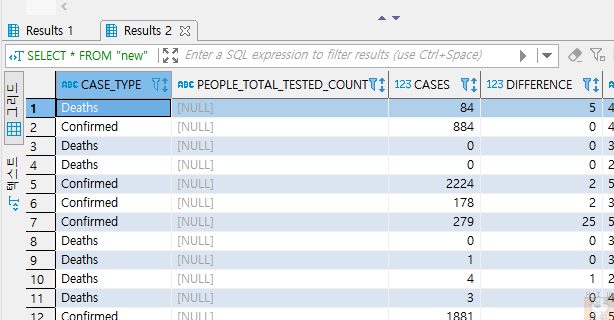 Results 1 Results 2
SELECT * FROM "new" Enter a SQL expression to filter results (use Ctrl+Space)
그리드
텍스트
ABC CASE_TYPE ABC PEOPLE_TOTAL_TESTED_COUNT 123 CASES 123 DIFFERENCE
1 Deaths [NULL] 84 5 4
2 Confirmed [NULL] 884 0 4
3 Deaths [NULL] 0 0 3
4 Deaths [NULL] 0 0 2
5 Confirmed [NULL] 2224 2 5
6 Confirmed [NULL] 178 2 3
7 Confirmed [NULL] 279 25 5
8 Deaths [NULL] 0 0 3
9 Deaths [NULL] 1 0 3
10 Deaths [NULL] 4 1 2
11 Deaths [NULL] 3 0 4
12 Confirmed [NULL] 1881 9 5